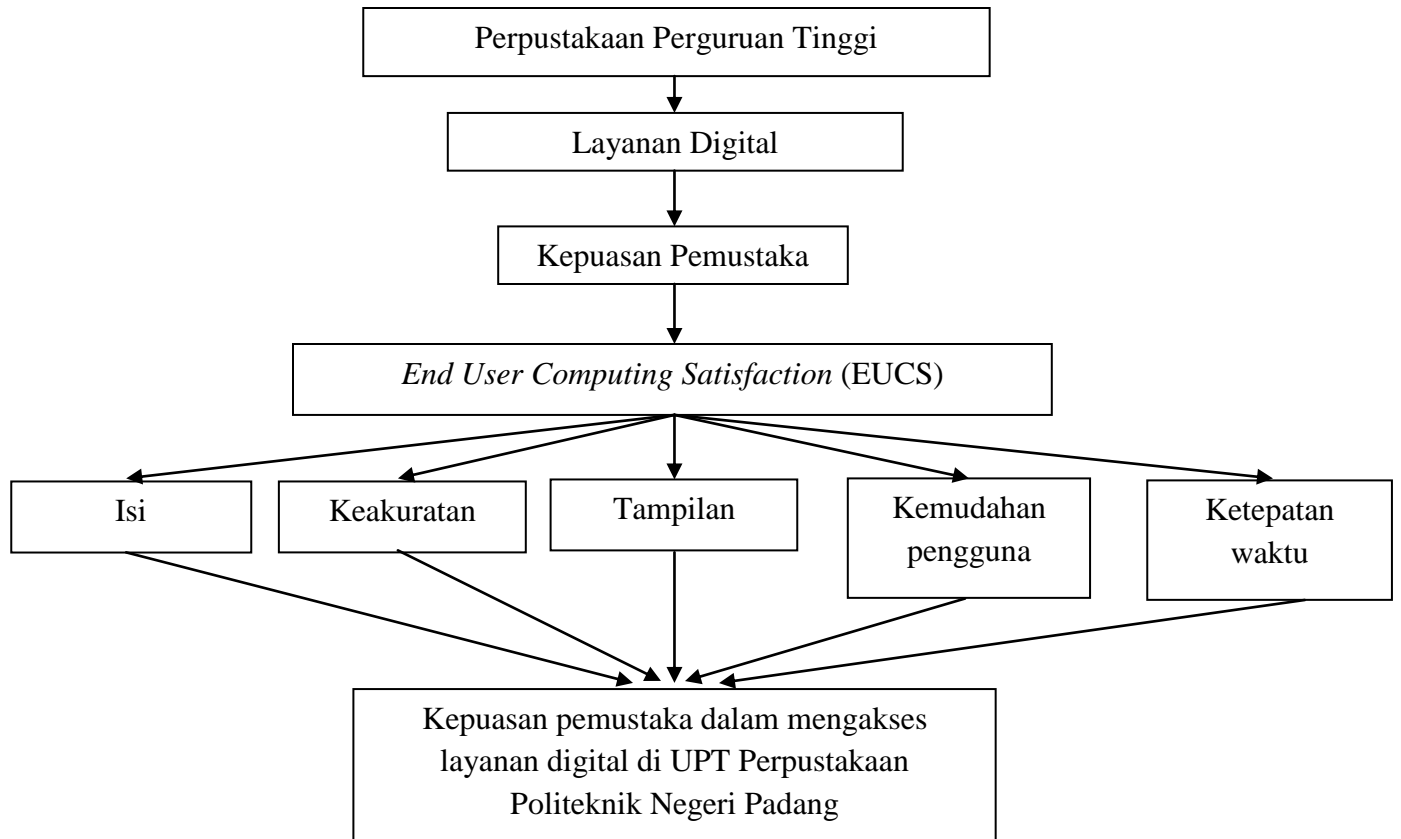 Perpustakaan Perguruan Tinggi
Layanan Digital
Kepuasan Pemustaka
End User Computing Satisfaction (EUCS)
Isi
Keakuratan
Tampilan
Kemudahan
pengguna
Ketepatan
waktu
Kepuasan pemustaka dalam mengakses
layanan digital di UPT Perpustakaan
Politeknik Negeri Padang